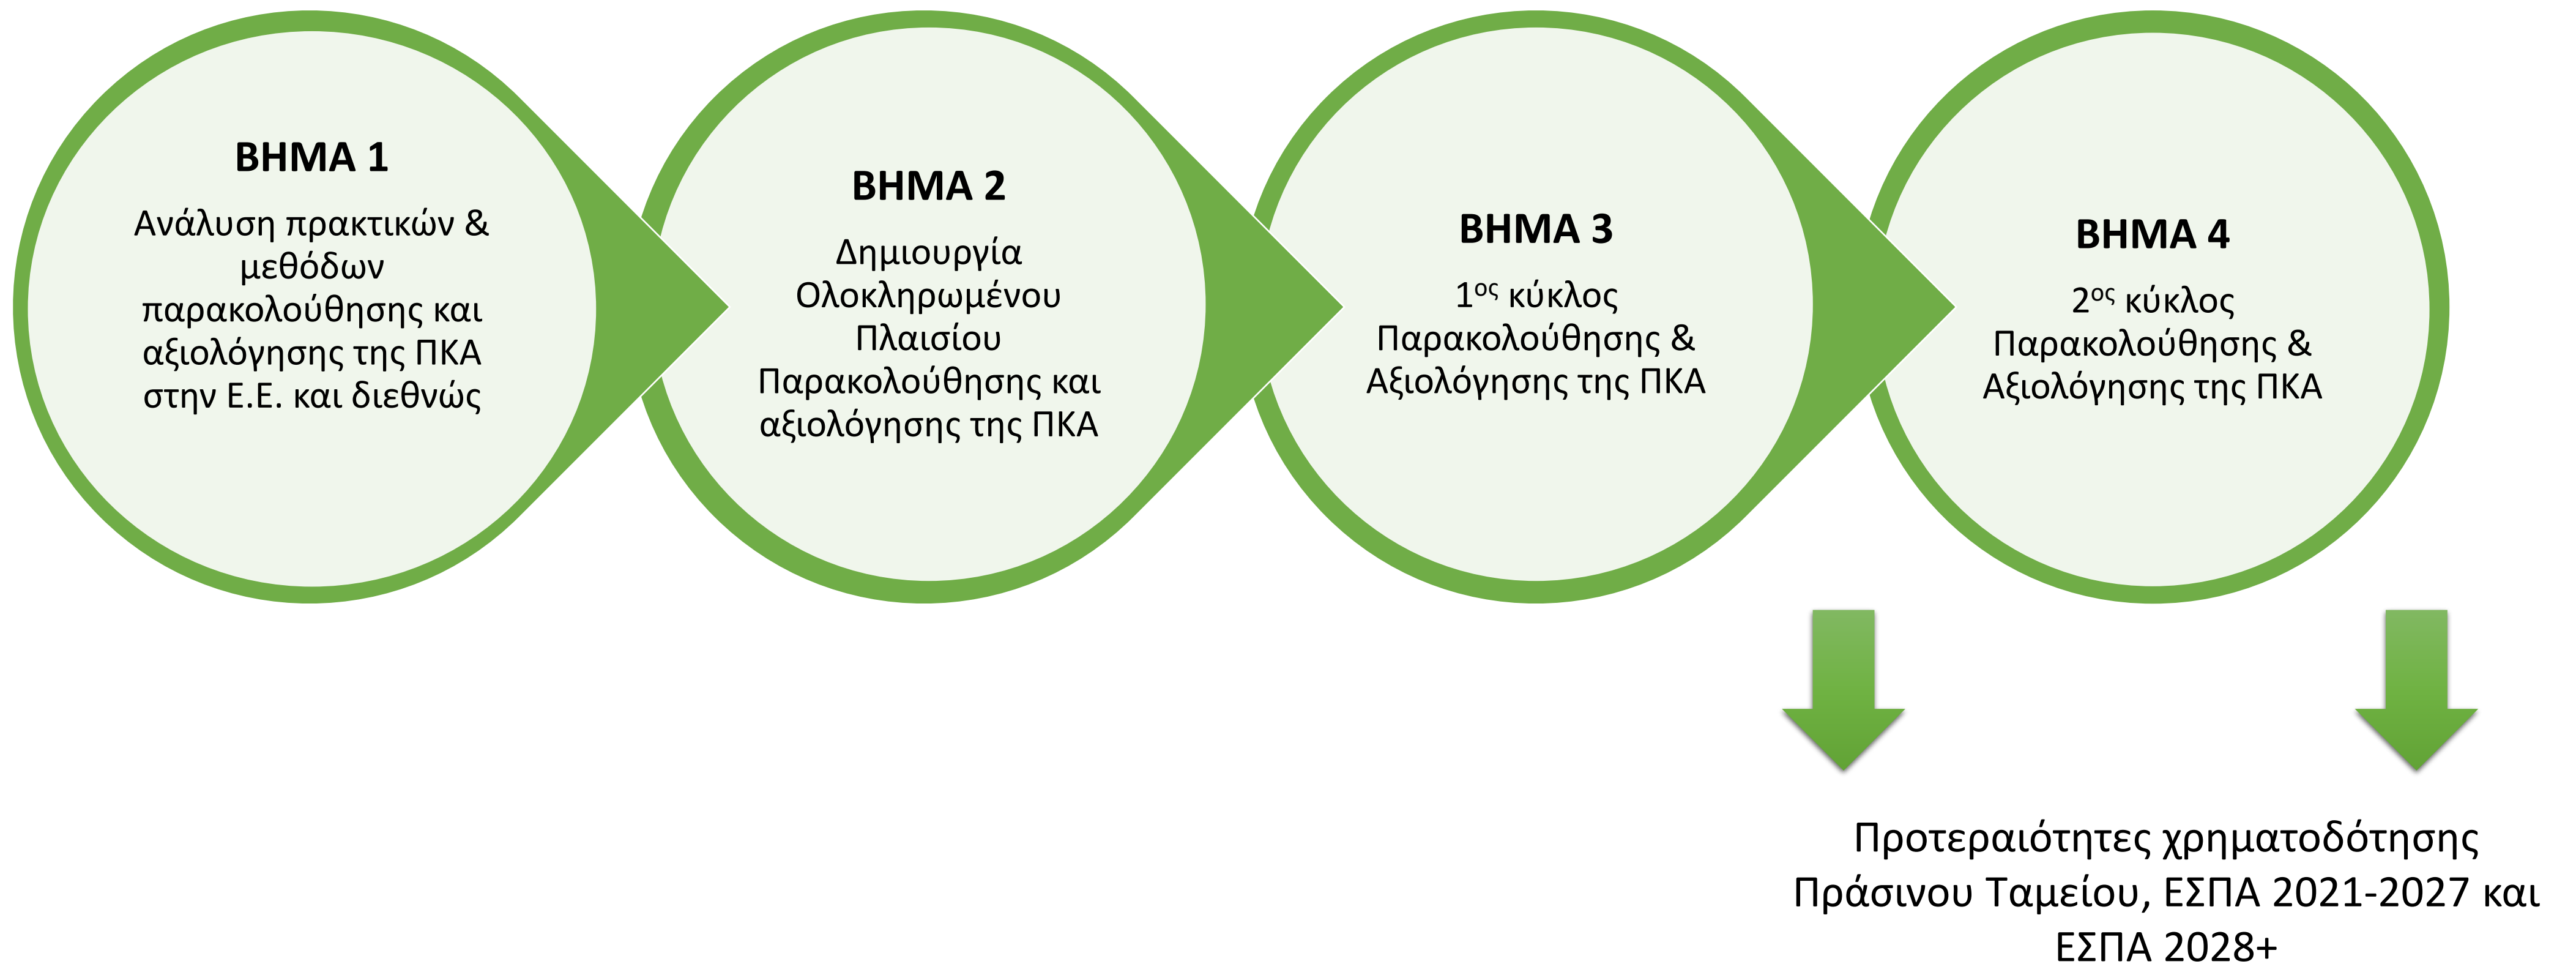 ΒΗΜΑ 1
Ανάλυση πρακτικών &
μεθόδων
παρακολούθησης και
αξιολόγησης της ΠΚΑ
στην Ε.Ε. και διεθνώς
ΒΗΜΑ 2
Δημιουργία
Ολοκληρωμένου
Πλαισίου
Παρακολούθησης και
αξιολόγησης της ΠΚΑ
ΒΗΜΑ 3
1ος κύκλος
Παρακολούθησης &
Αξιολόγησης της ΠΚΑ
ΒΗΜΑ 4
2ος κύκλος
Παρακολούθησης &
Αξιολόγησης της ΠΚΑ
Προτεραιότητες χρηματοδότησης
Πράσινου Ταμείου, ΕΣΠΑ 2021-2027 και
ΕΣΠΑ 2028+